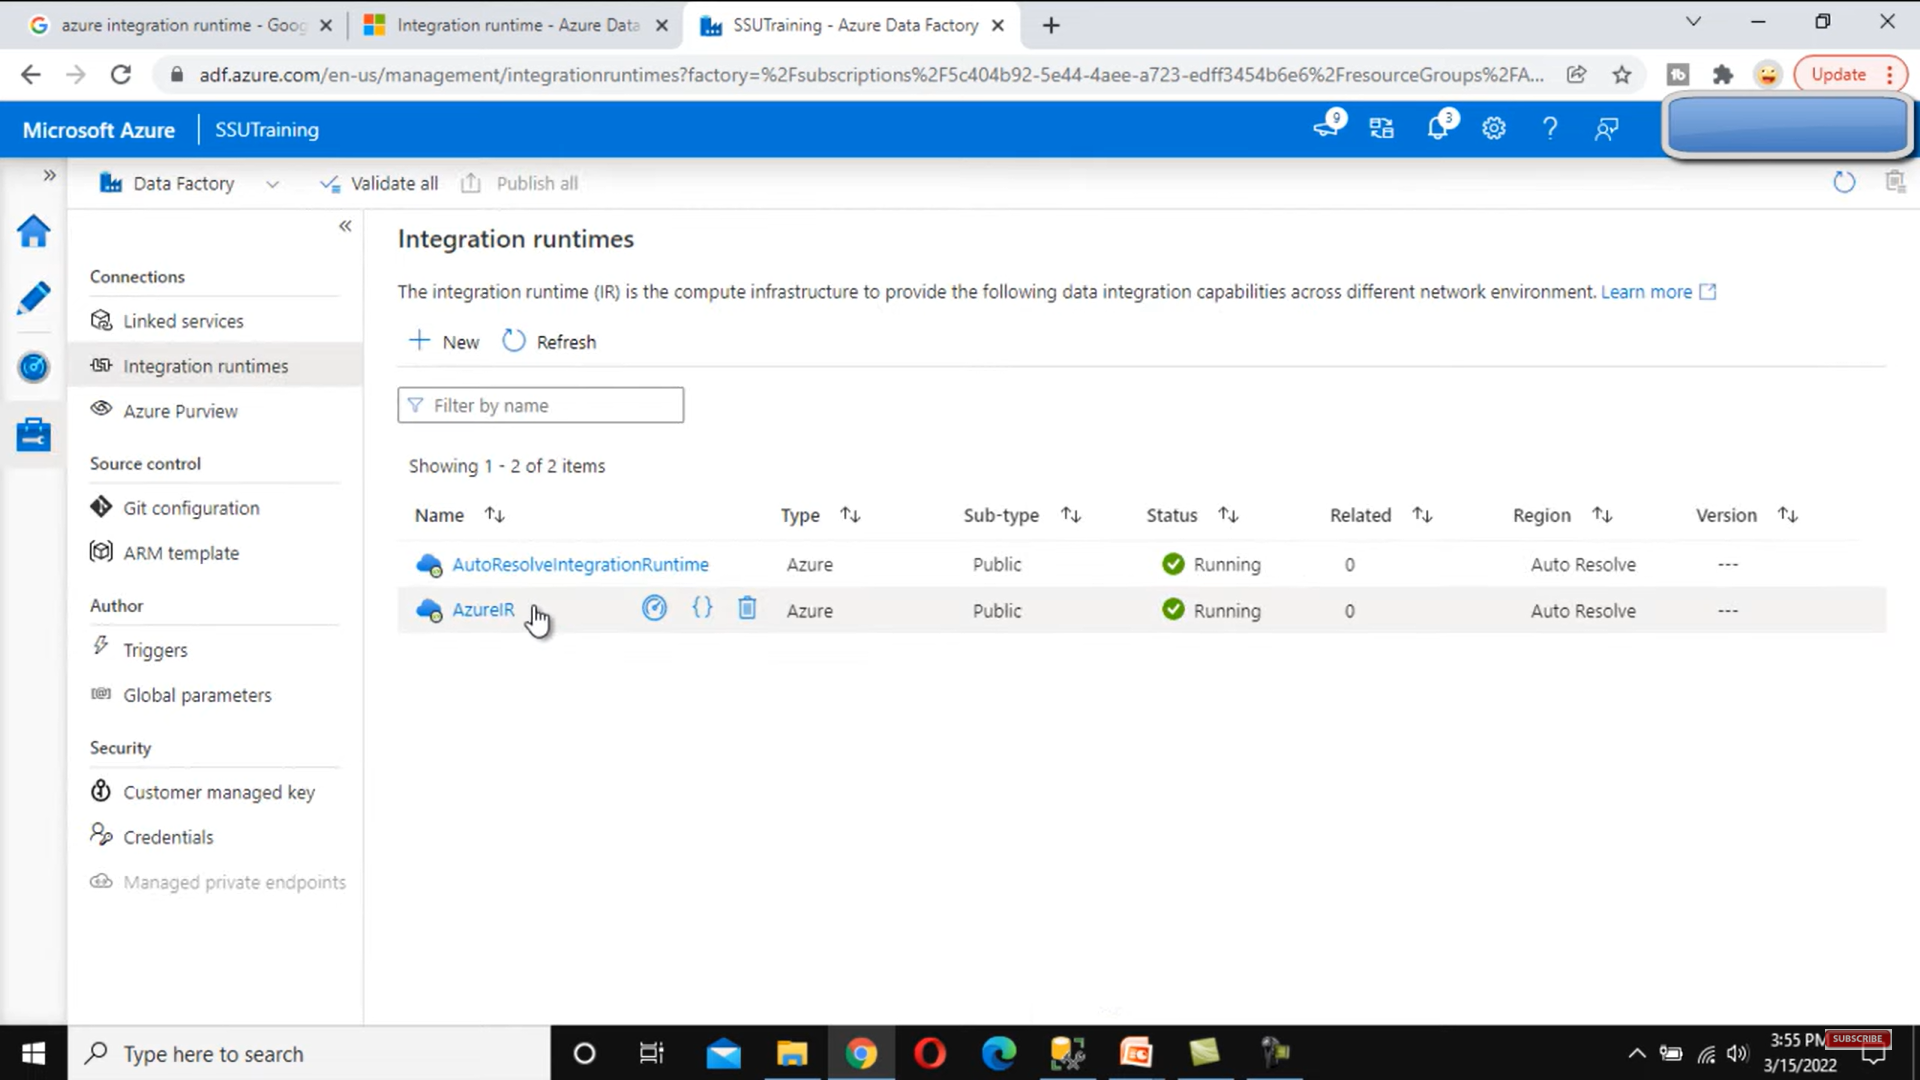 azure integration runtime - Goog
Integration runtime - Azure Data
SSUTraining - Azure Data Factory
adf.azure.com/en-us/management/integrationruntimes?factory=%2Fsubscriptions%2F5c404b92-5e44-4aee-a723-edff3454b6e6%2FresourceGroups%2FA...
Update
Microsoft Azure
SSUTraining
9
3
Data Factory
Validate all
Publish all
Connections
Linked services
Integration runtimes
Azure Purview
Source control
Git configuration
ARM template
Author
Triggers
Global parameters
Security
Customer managed key
Credentials
Managed private endpoints
Integration runtimes
The integration runtime (IR) is the compute infrastructure to provide the following data integration capabilities across different network environment. Learn more
New
Refresh
Filter by name
Showing 1 - 2 of 2 items
Name Type Sub-type Status Related Region Version
AutoResolveIntegrationRuntime Azure Public Running 0 Auto Resolve ---
AzureIR Azure Public Running 0 Auto Resolve ---
Type here to search
3:55 PM
SUBSCRIBE
3/15/2022